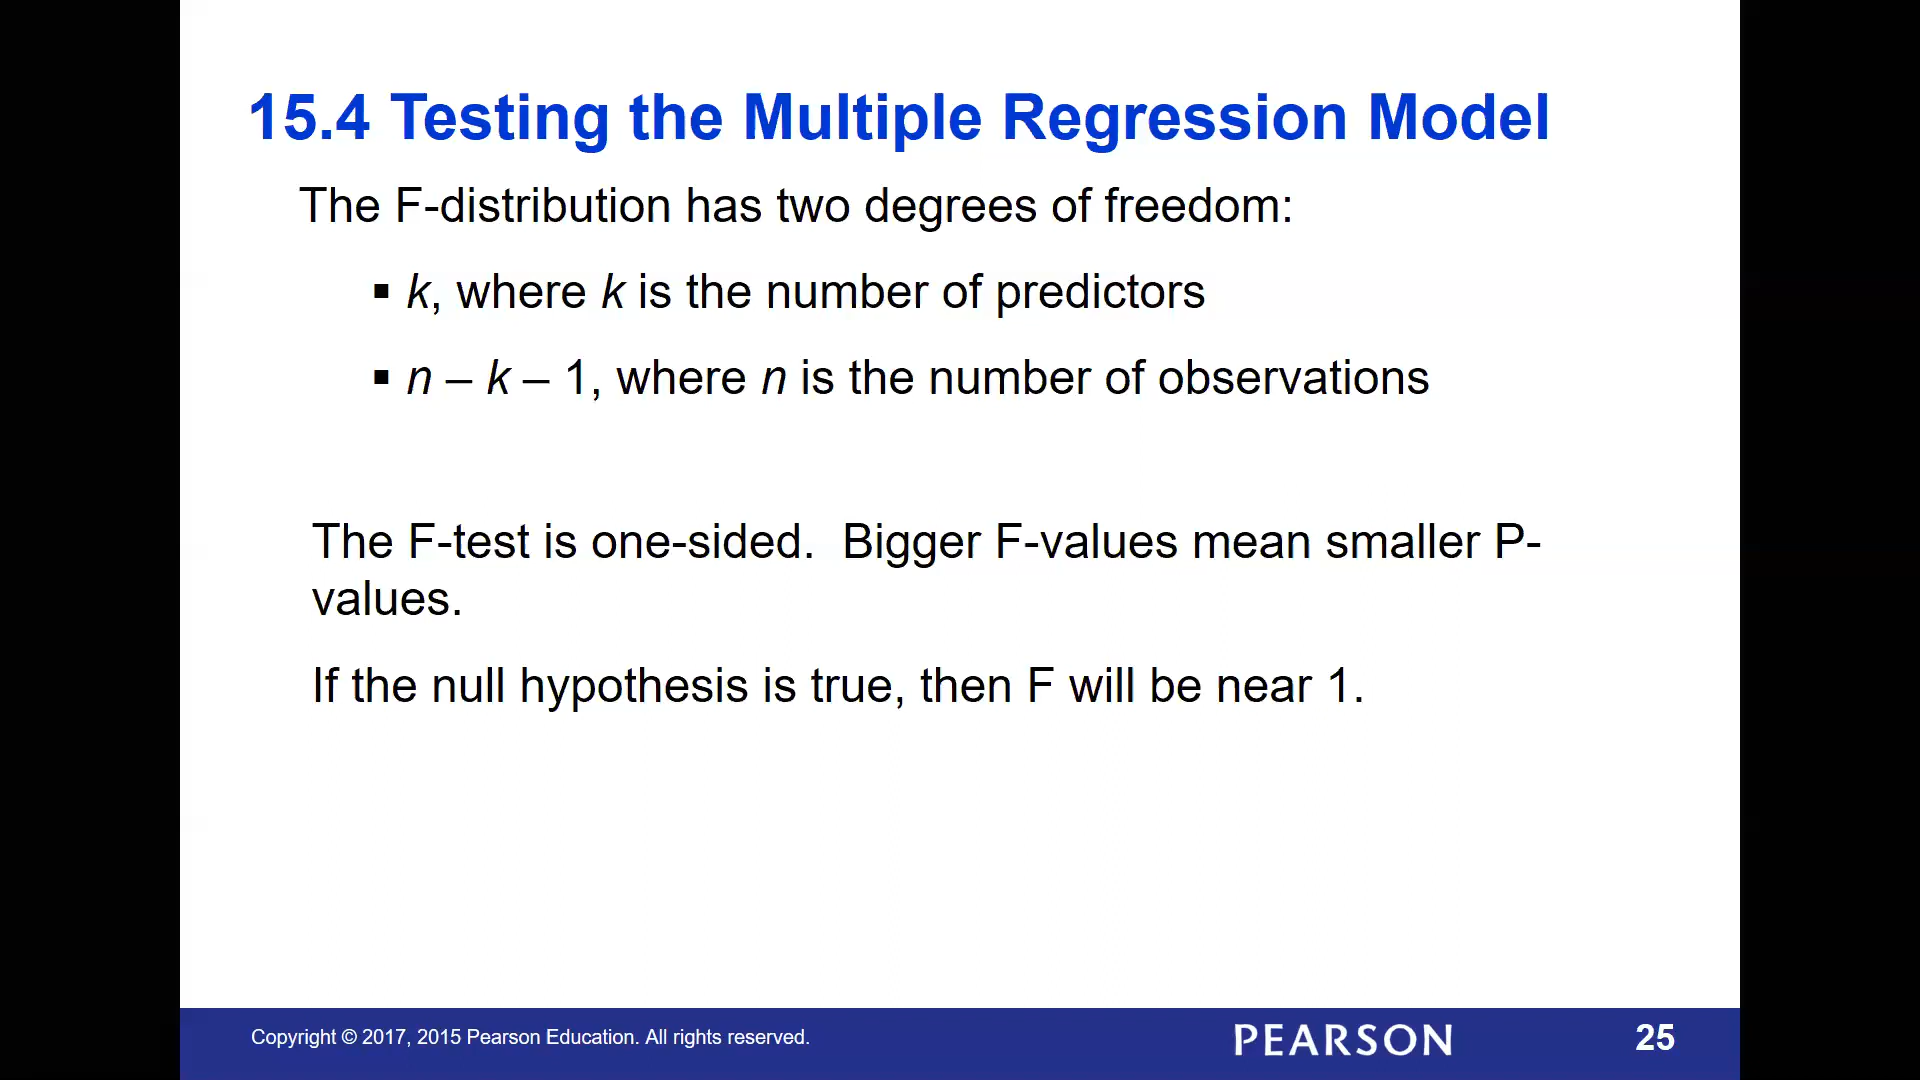 15.4 Testing the Multiple Regression Model
The F-distribution has two degrees of freedom:
▪ k, where k is the number of predictors
▪ n – k – 1, where n is the number of observations
The F-test is one-sided.  Bigger F-values mean smaller P-
values.
If the null hypothesis is true, then F will be near 1.
Copyright © 2017, 2015 Pearson Education. All rights reserved.
PEARSON
25